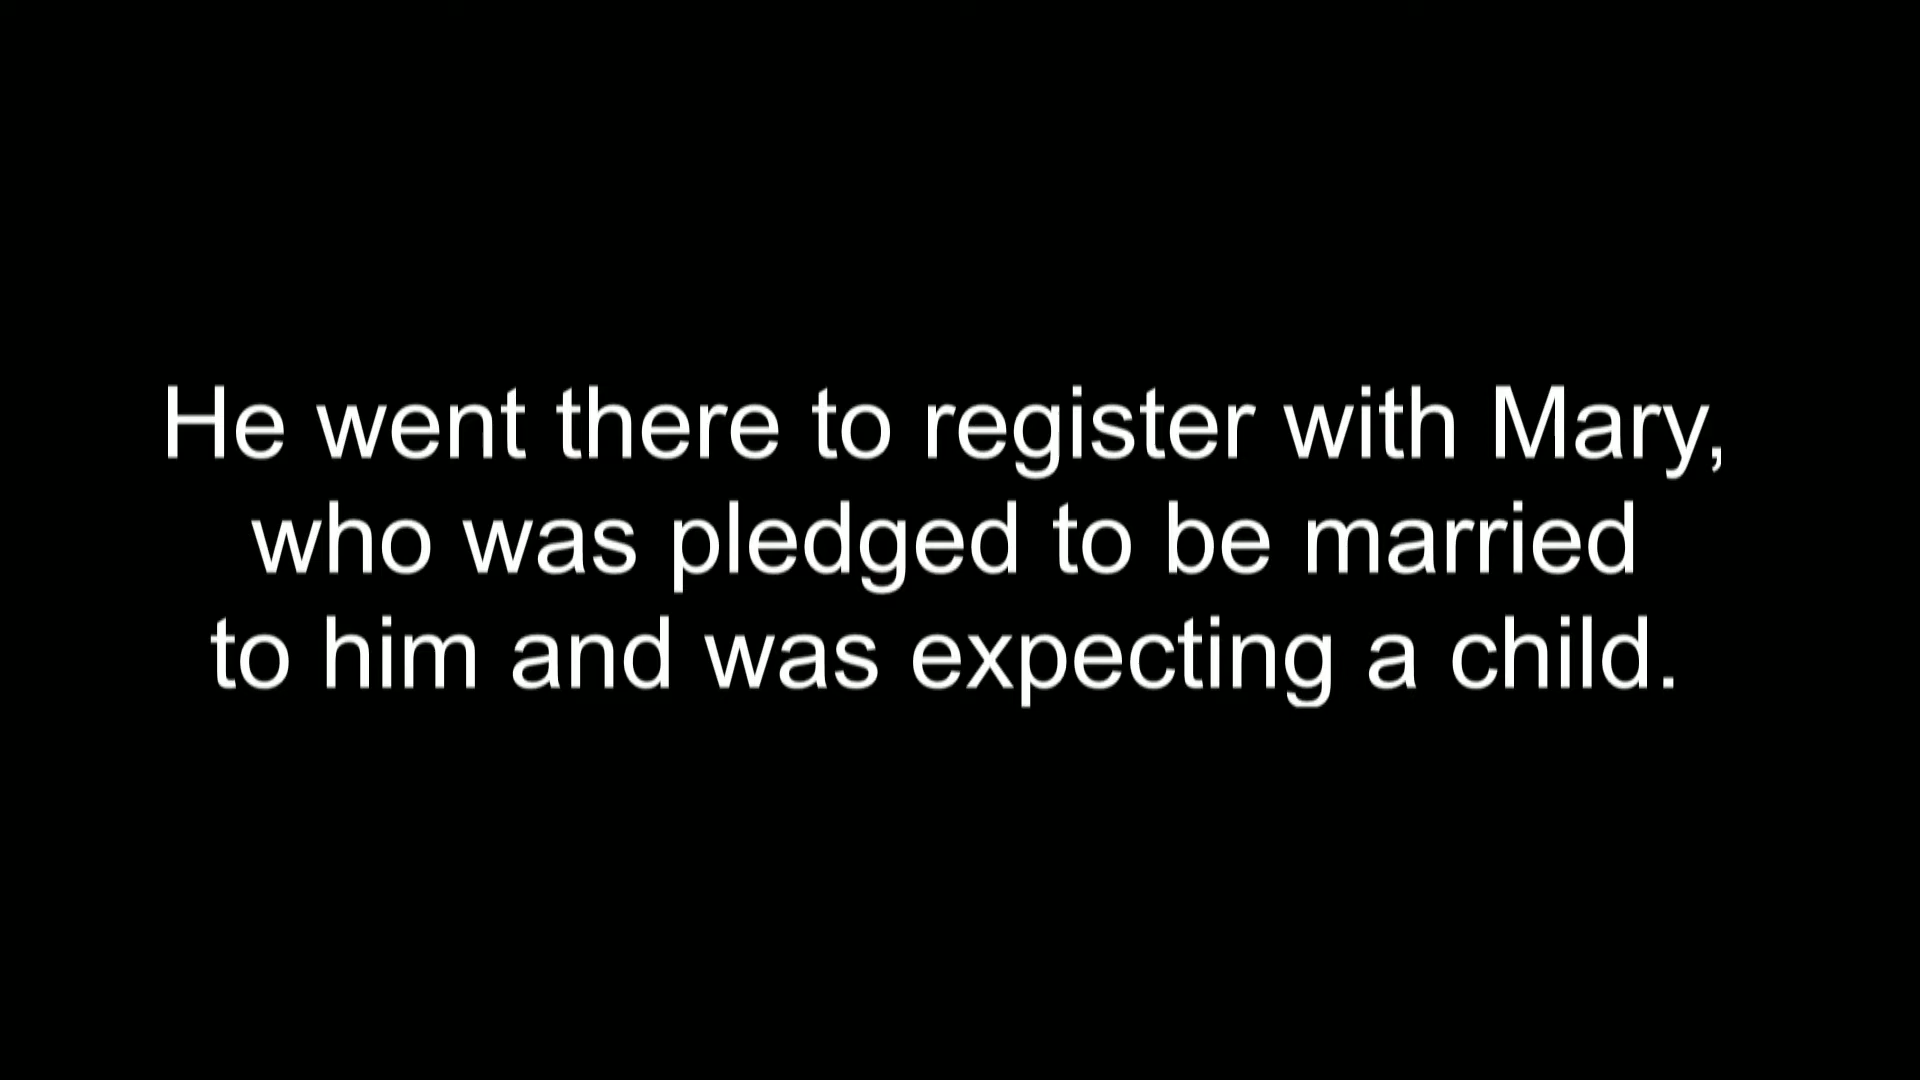 He went there to register with Mary,
who was pledged to be married
to him and was expecting a child.